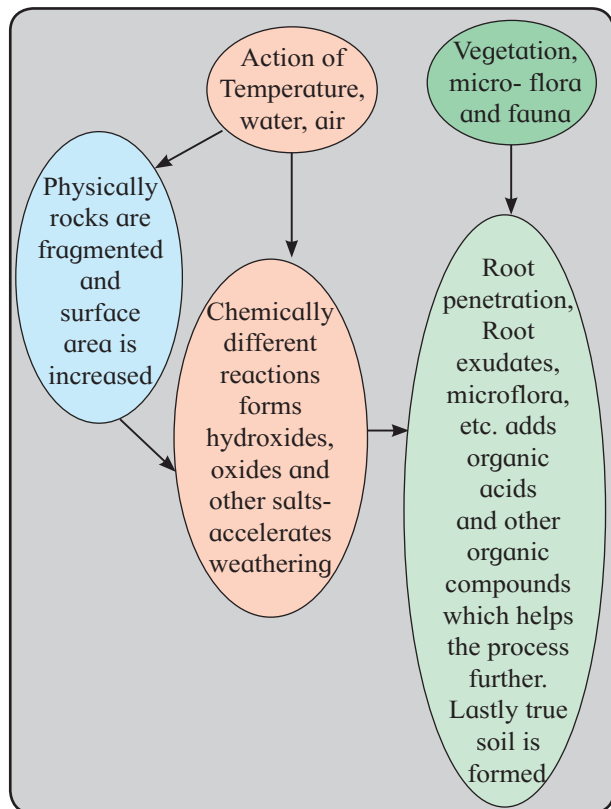 Action of
Temperature,
water, air
Vegetation,
micro- flora
and fauna
Physically
rocks are
fragmented
and
surface
area is
increased
Chemically
different
reactions
forms
hydroxides,
oxides and
other salts-
accelerates
weathering
Root
penetration,
Root
exudates,
microflora,
etc. adds
organic
acids
and other
organic
compounds
which helps
the process
further.
Lastly true
soil is
formed